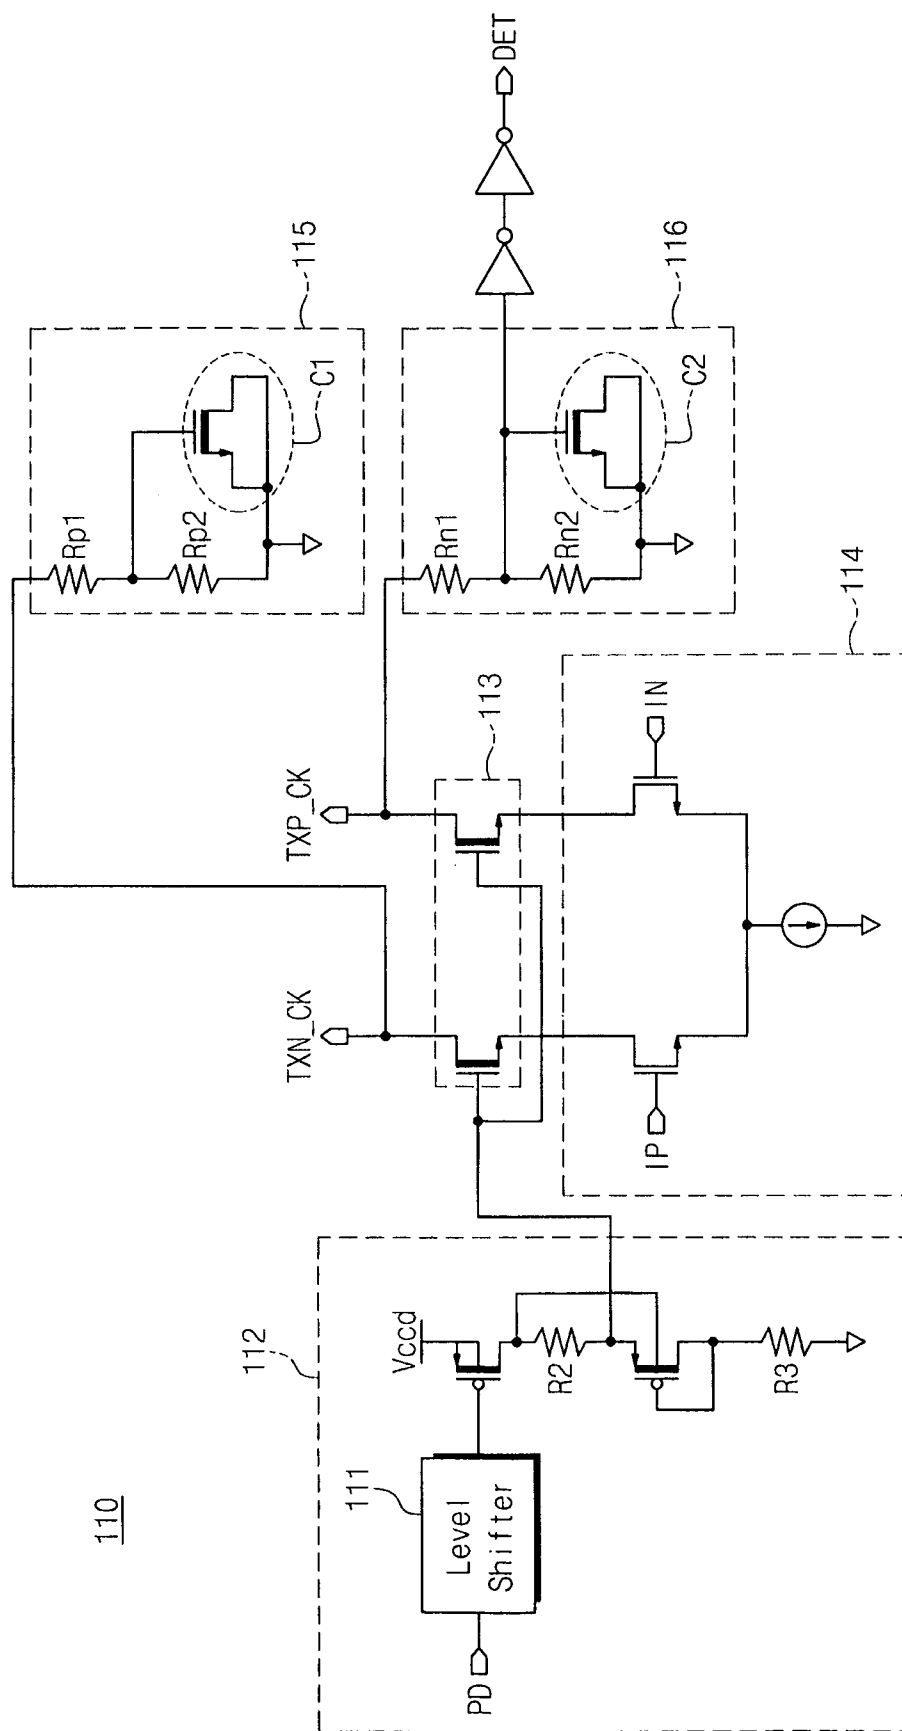 110
112
111
Level
Shifter
PD
Vccd
R2
R3
TXN_CK
TXP_CK
113
IP
IN
114
Rp1
Rp2
C1
115
Rn1
Rn2
C2
116
DET